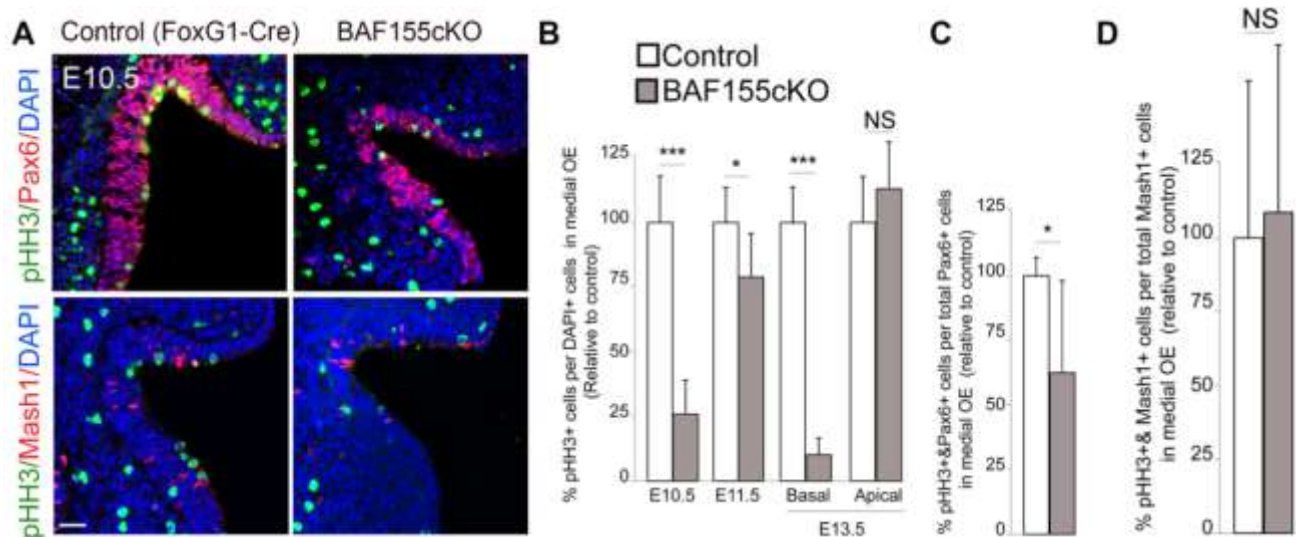 A
Control (FoxG1-Cre)
BAF155cKO
E10.5
pHH3/Pax6/DAPI
pHH3/Mash1/DAPI
B
Control
BAF155cKO
% pHH3+ cells per DAPI+ cells in medial OE
(Relative to control)
125
100
75
50
25
0
***
*
***
NS
E10.5
E11.5
Basal
Apical
E13.5
C
% pHH3+&Pax6+ cells per total Pax6+ cells
in medial OE (relative to control)
125
100
75
50
25
0
*
D
% pHH3+& Mash1+ cells per total Mash1+ cells
in medial OE (relative to control)
125
100
75
50
25
0
NS